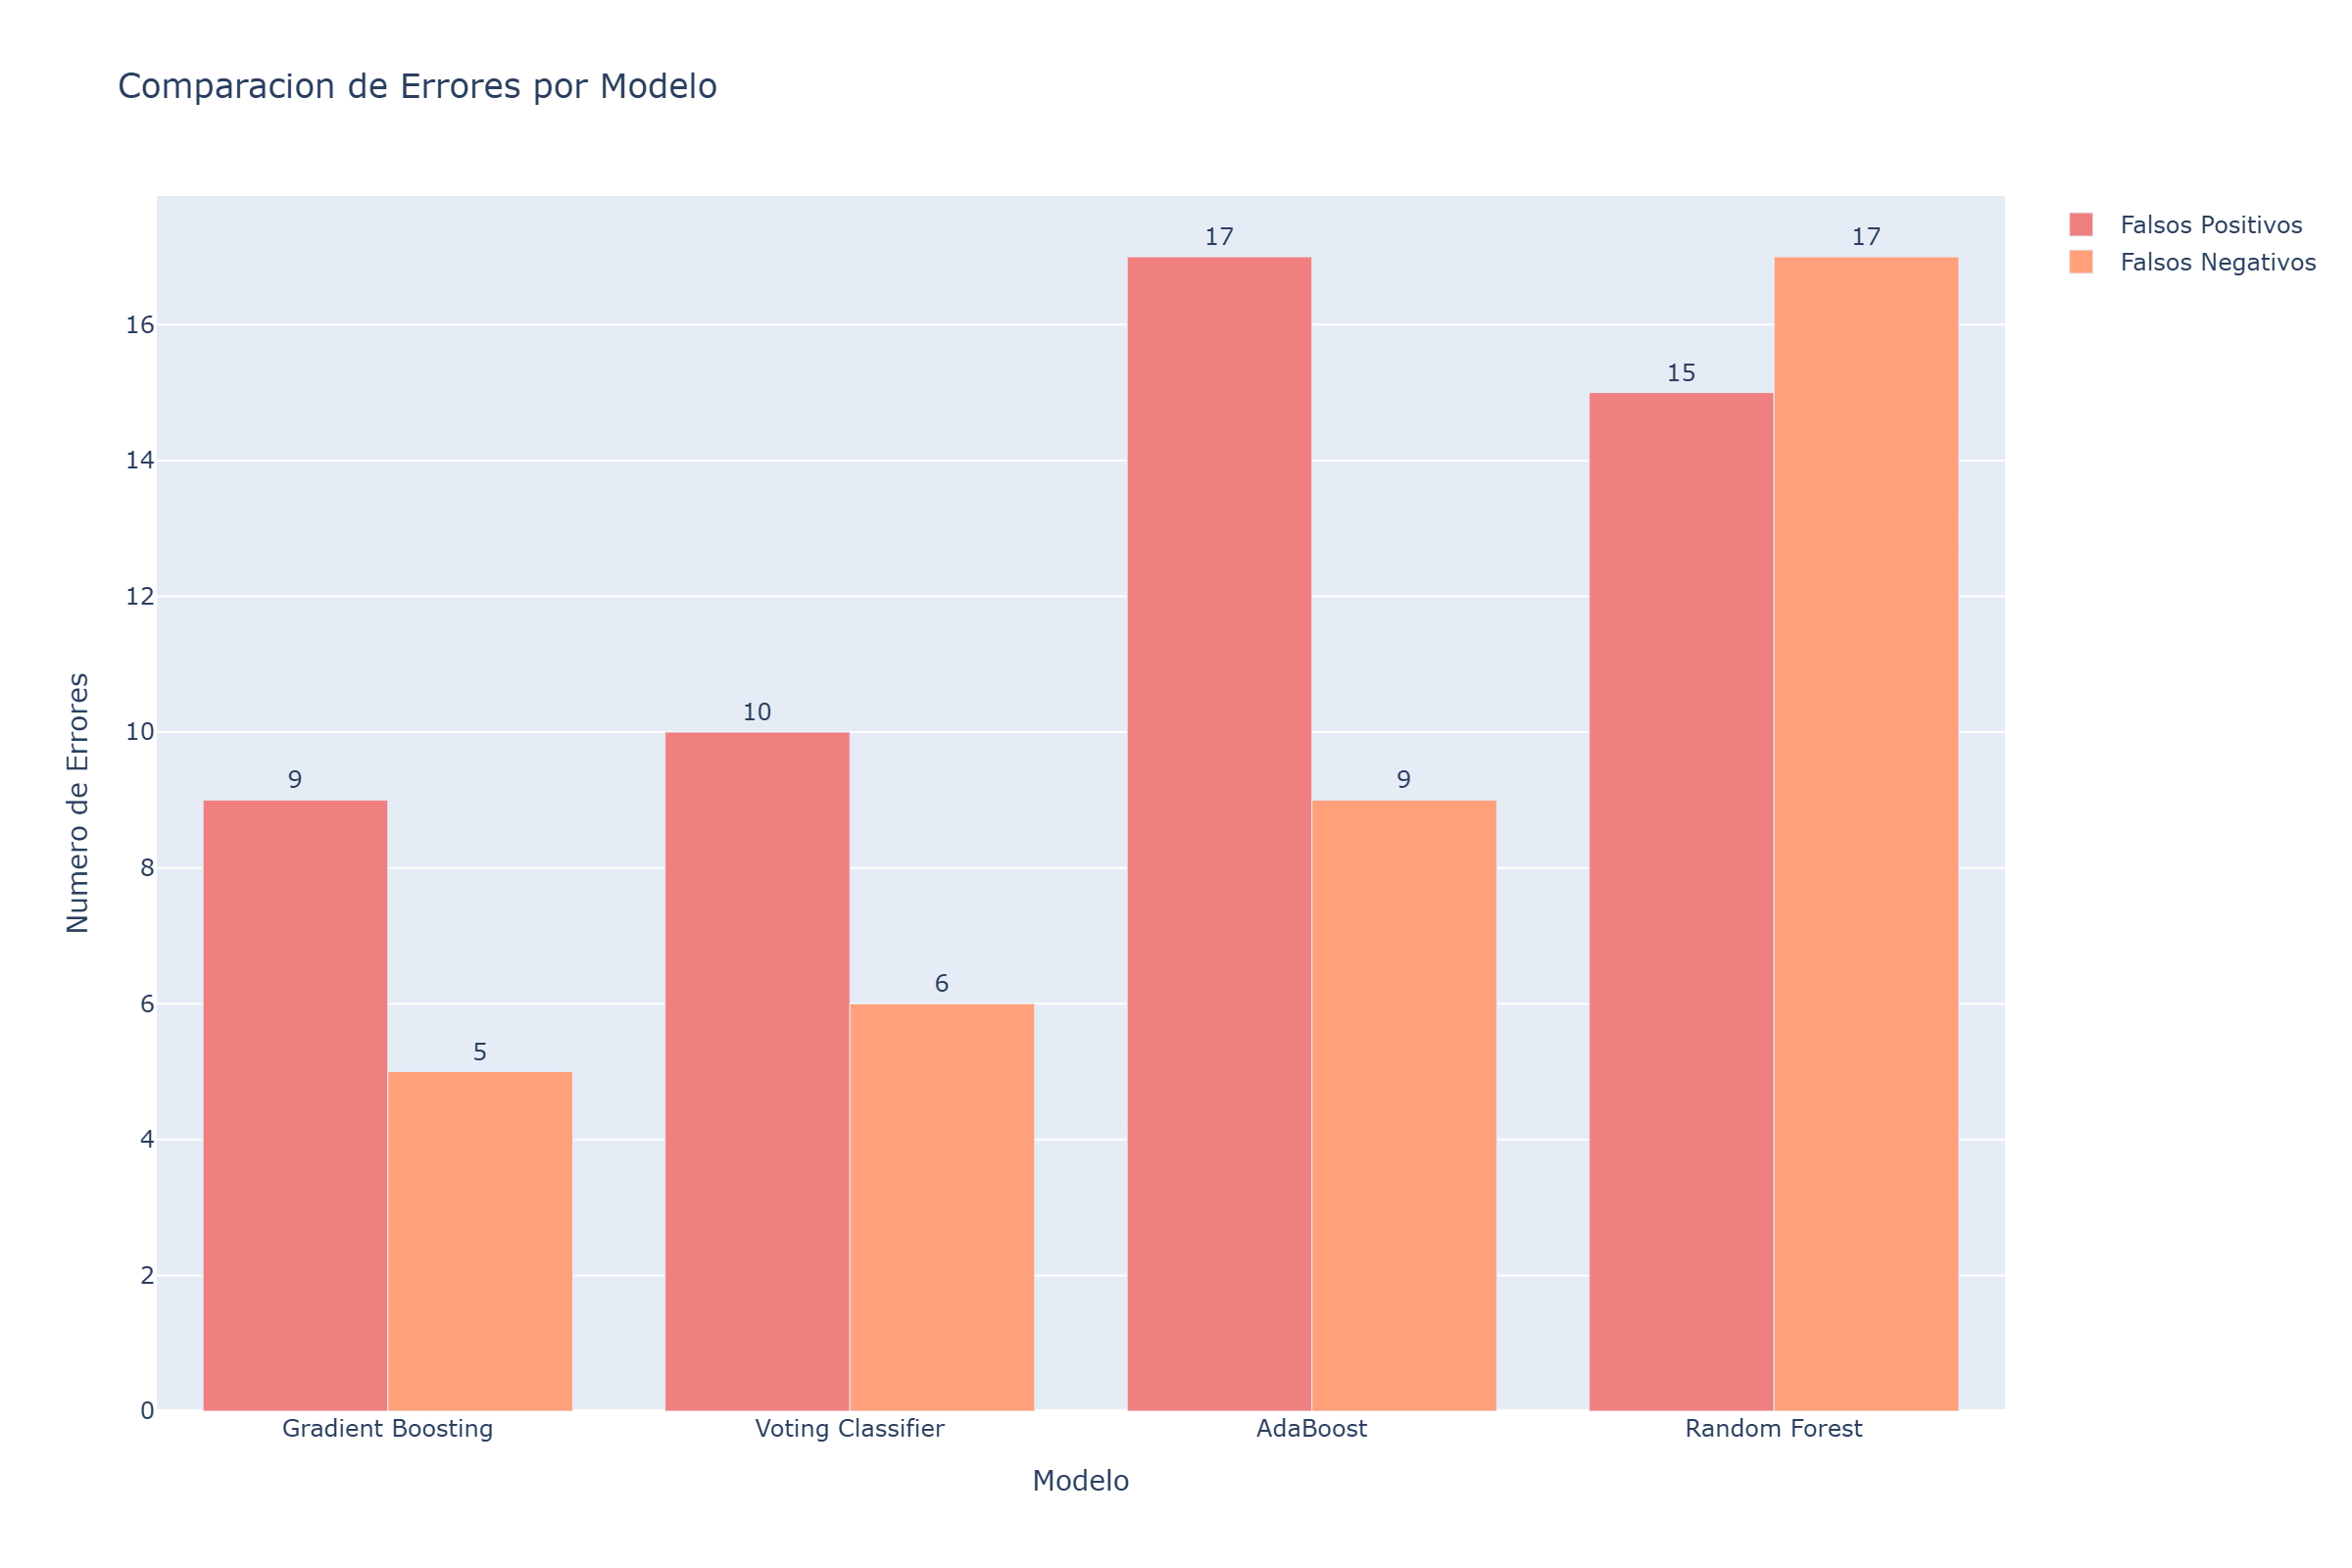 Comparacion de Errores por Modelo
Falsos Positivos
Falsos Negativos
Numero de Errores
16
14
12
10
8
6
4
2
0
9
5
10
6
17
9
15
17
Gradient Boosting
Voting Classifier
AdaBoost
Random Forest
Modelo